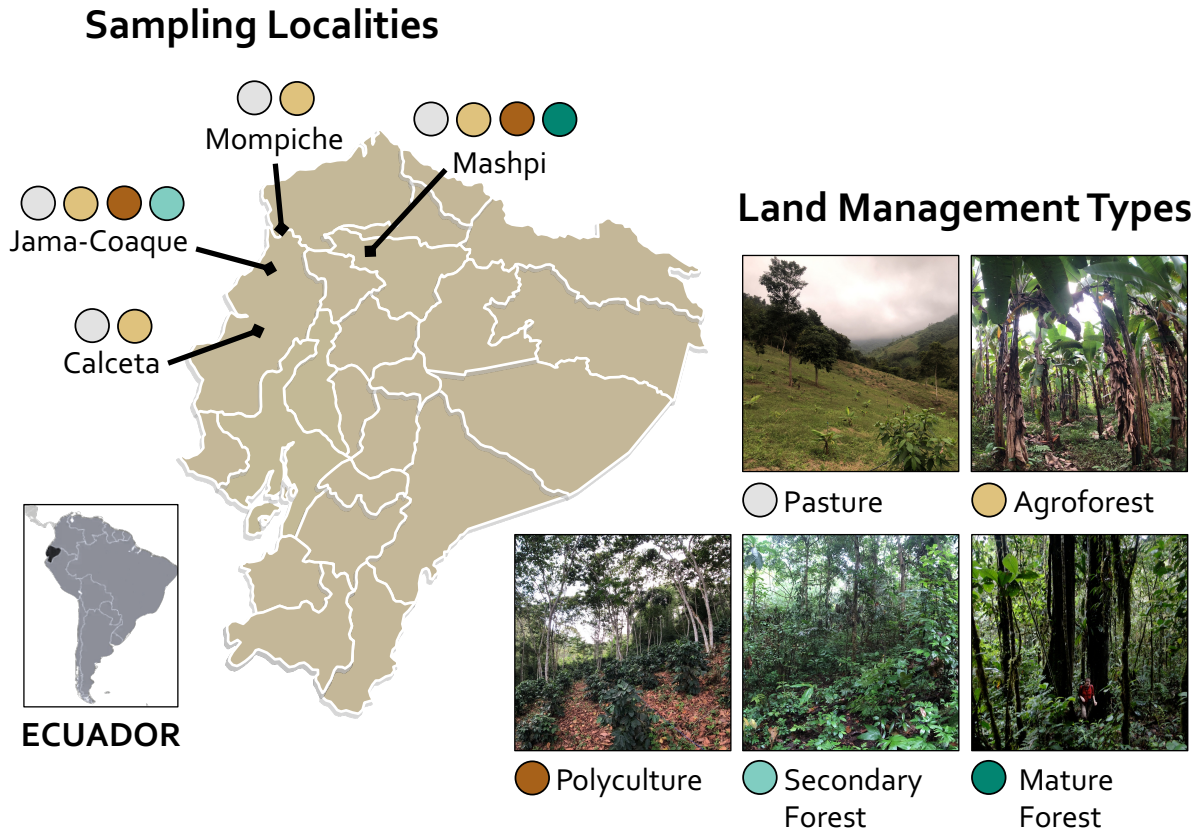 Sampling Localities
Mompiche
Mashpi
Jama-Coaque
Calceta
ECUADOR
Land Management Types
Pasture
Agroforest
Polyculture
Secondary
Forest
Mature
Forest